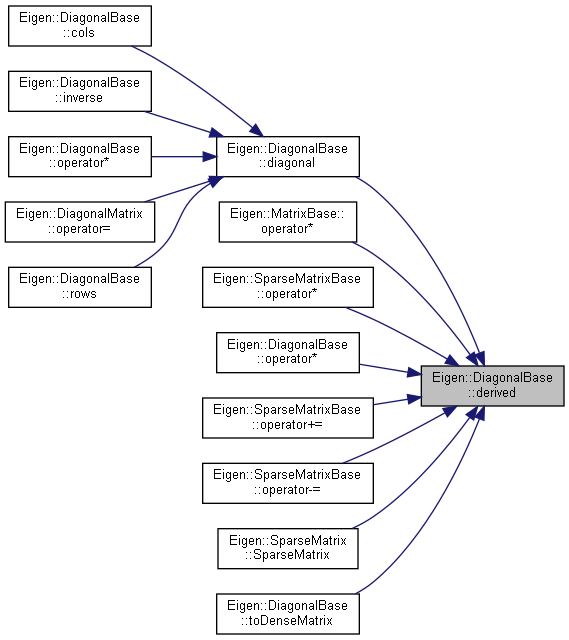 Eigen::DiagonalBase
::cols
Eigen::DiagonalBase
::inverse
Eigen::DiagonalBase
::operator*
Eigen::DiagonalMatrix
::operator=
Eigen::DiagonalBase
::rows
Eigen::DiagonalBase
::diagonal
Eigen::MatrixBase::
operator*
Eigen::SparseMatrixBase
::operator*
Eigen::DiagonalBase
::operator*
Eigen::SparseMatrixBase
::operator+=
Eigen::SparseMatrixBase
::operator-=
Eigen::SparseMatrix
::SparseMatrix
Eigen::DiagonalBase
::toDenseMatrix
Eigen::DiagonalBase
::derived